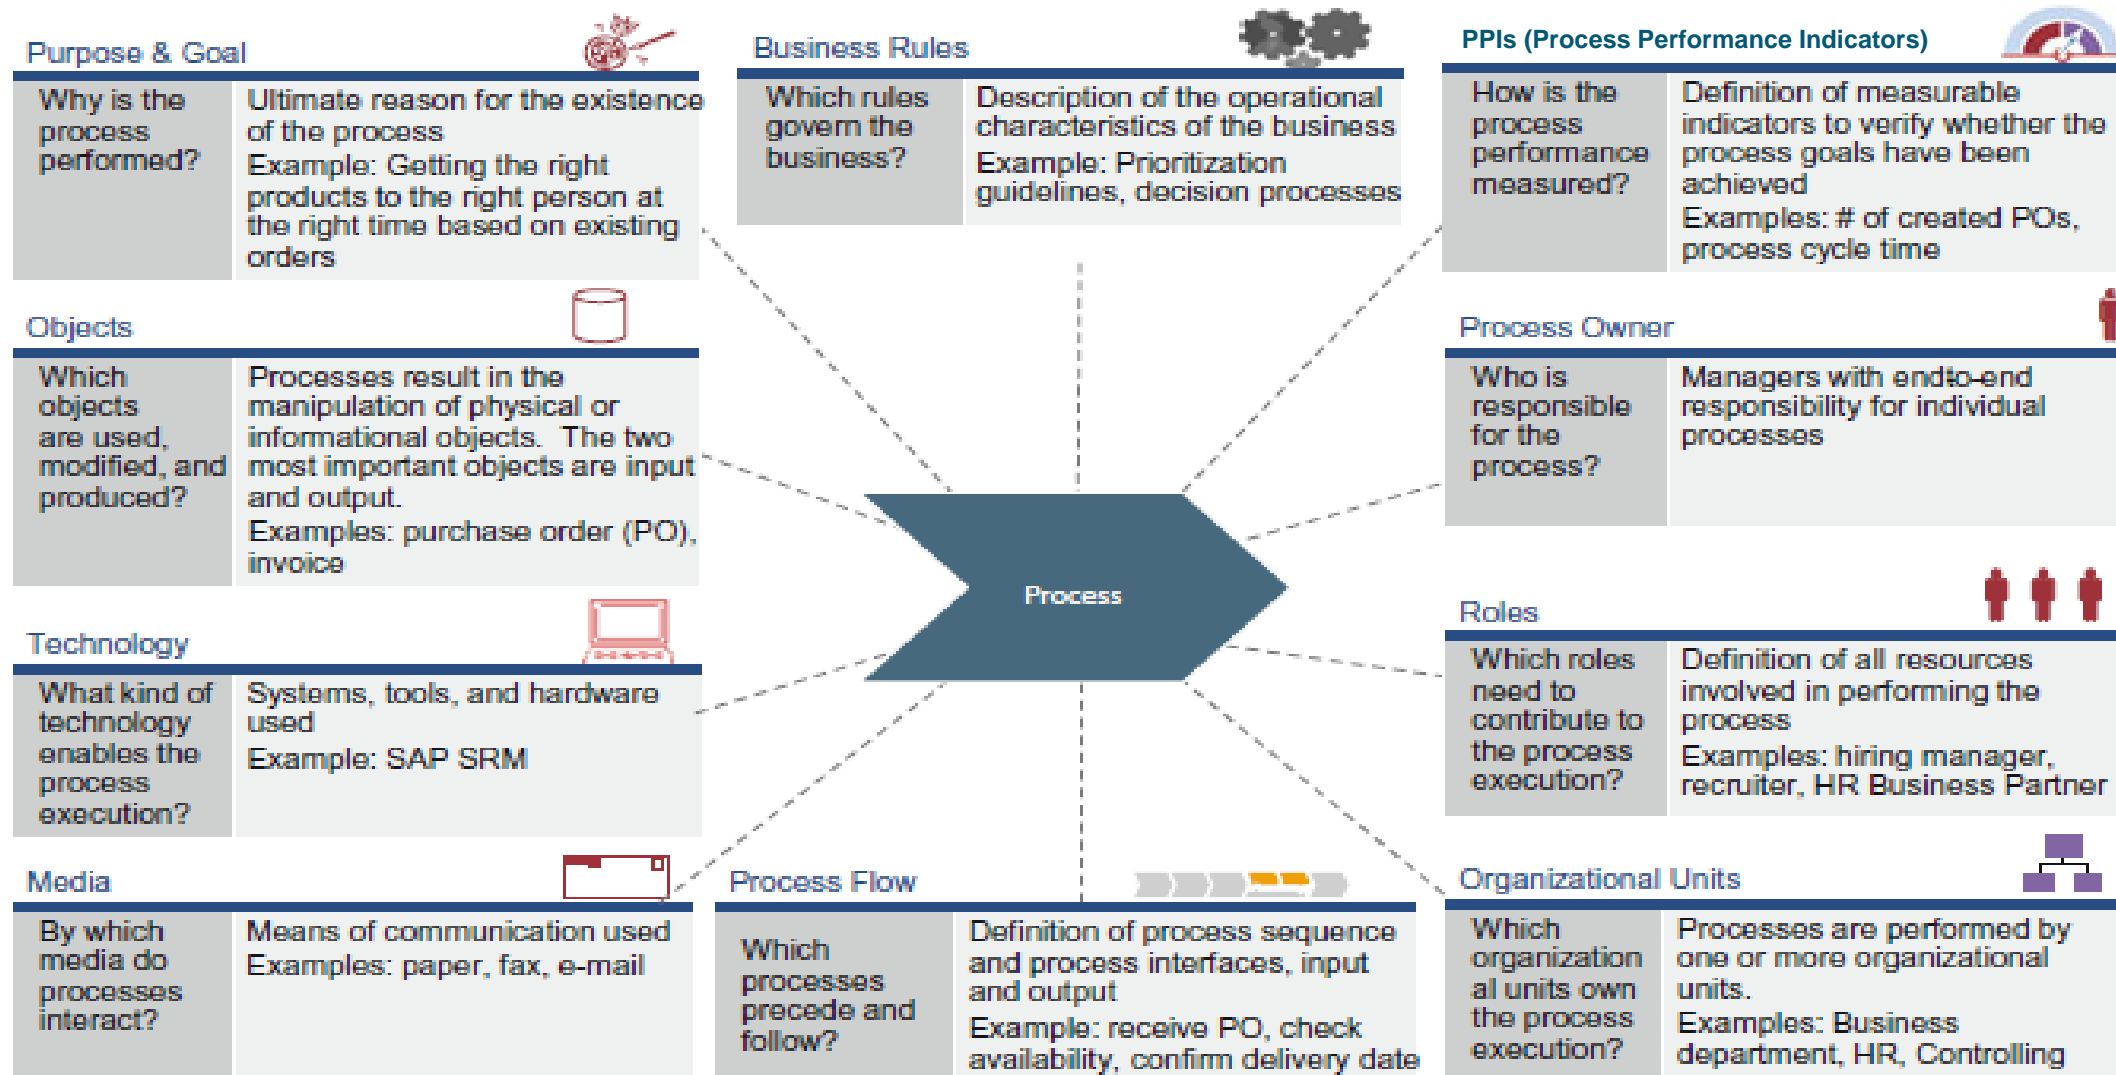 Purpose & Goal
Why is the
process
performed?
Ultimate reason for the existence
of the process
Example: Getting the right
products to the right person at
the right time based on existing
orders
Business Rules
Which rules
govern the
business?
Description of the operational
characteristics of the business
Example: Prioritization
guidelines, decision processes
PPIs (Process Performance Indicators)
How is the
process
performance
measured?
Definition of measurable
indicators to verify whether the
process goals have been
achieved
Examples: # of created POs,
process cycle time
Objects
Which
objects
are used,
modified, and
produced?
Processes result in the
manipulation of physical or
informational objects. The two
most important objects are input
and output.
Examples: purchase order (PO),
invoice
Process Owner
Who is
responsible
for the
process?
Managers with endto-end
responsibility for individual
processes
Process
Technology
What kind of
technology
enables the
process
execution?
Systems, tools, and hardware
used
Example: SAP SRM
Roles
Which roles
need to
contribute to
the process
execution?
Definition of all resources
involved in performing the
process
Examples: hiring manager,
recruiter, HR Business Partner
Media
By which
media do
processes
interact?
Means of communication used
Examples: paper, fax, e-mail
Process Flow
Which
processes
precede and
follow?
Definition of process sequence
and process interfaces, input
and output
Example: receive PO, check
availability, confirm delivery date
Organizational Units
Which
organization
al units own
the process
execution?
Processes are performed by
one or more organizational
units.
Examples: Business
department, HR, Controlling